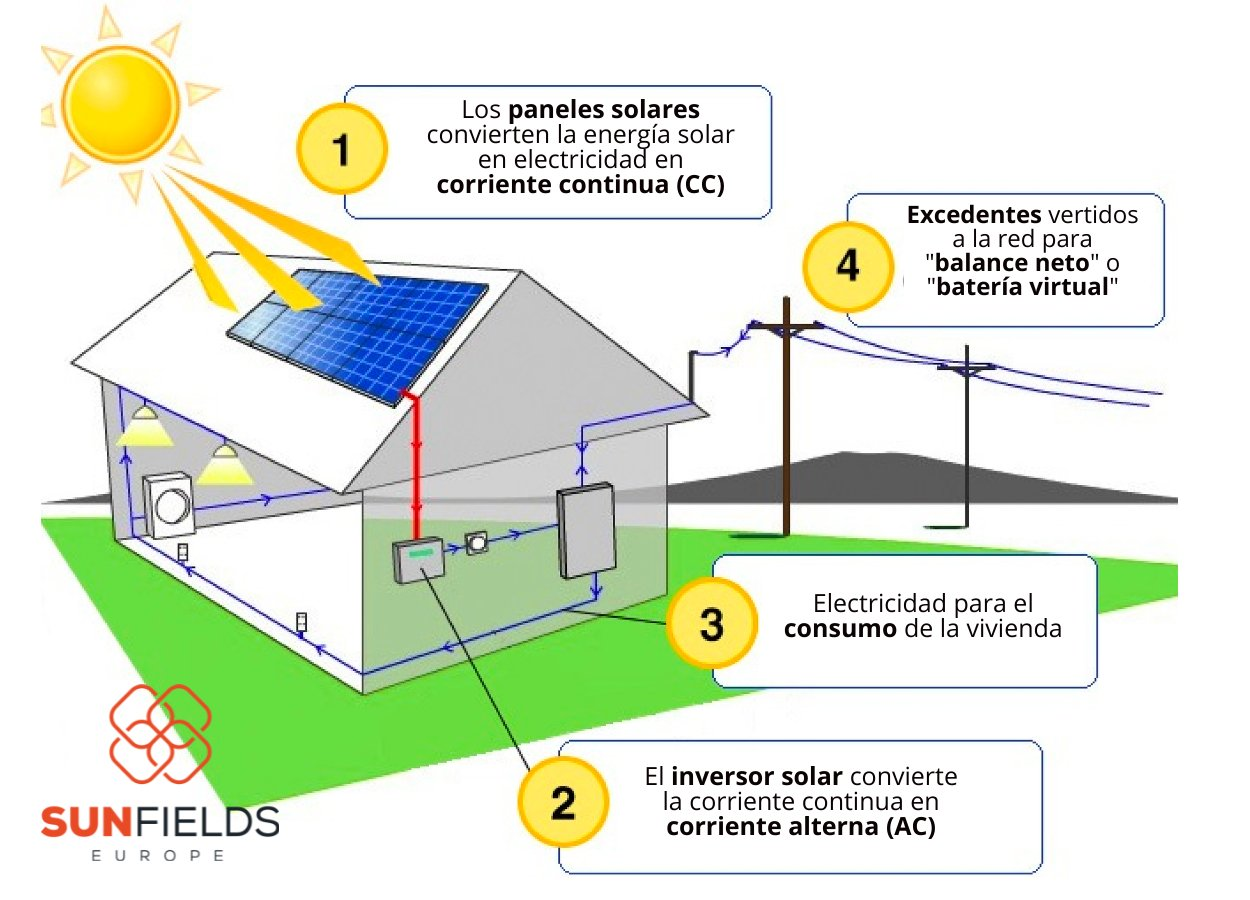 1
Los paneles solares
convierten la energía solar
en electricidad en
corriente continua (CC)
4
Excedentes vertidos
a la red para
"balance neto" o
"batería virtual"
3
Electricidad para el
consumo de la vivienda
2
El inversor solar convierte
la corriente continua en
corriente alterna (AC)
SUNFIELDS
EUROPE